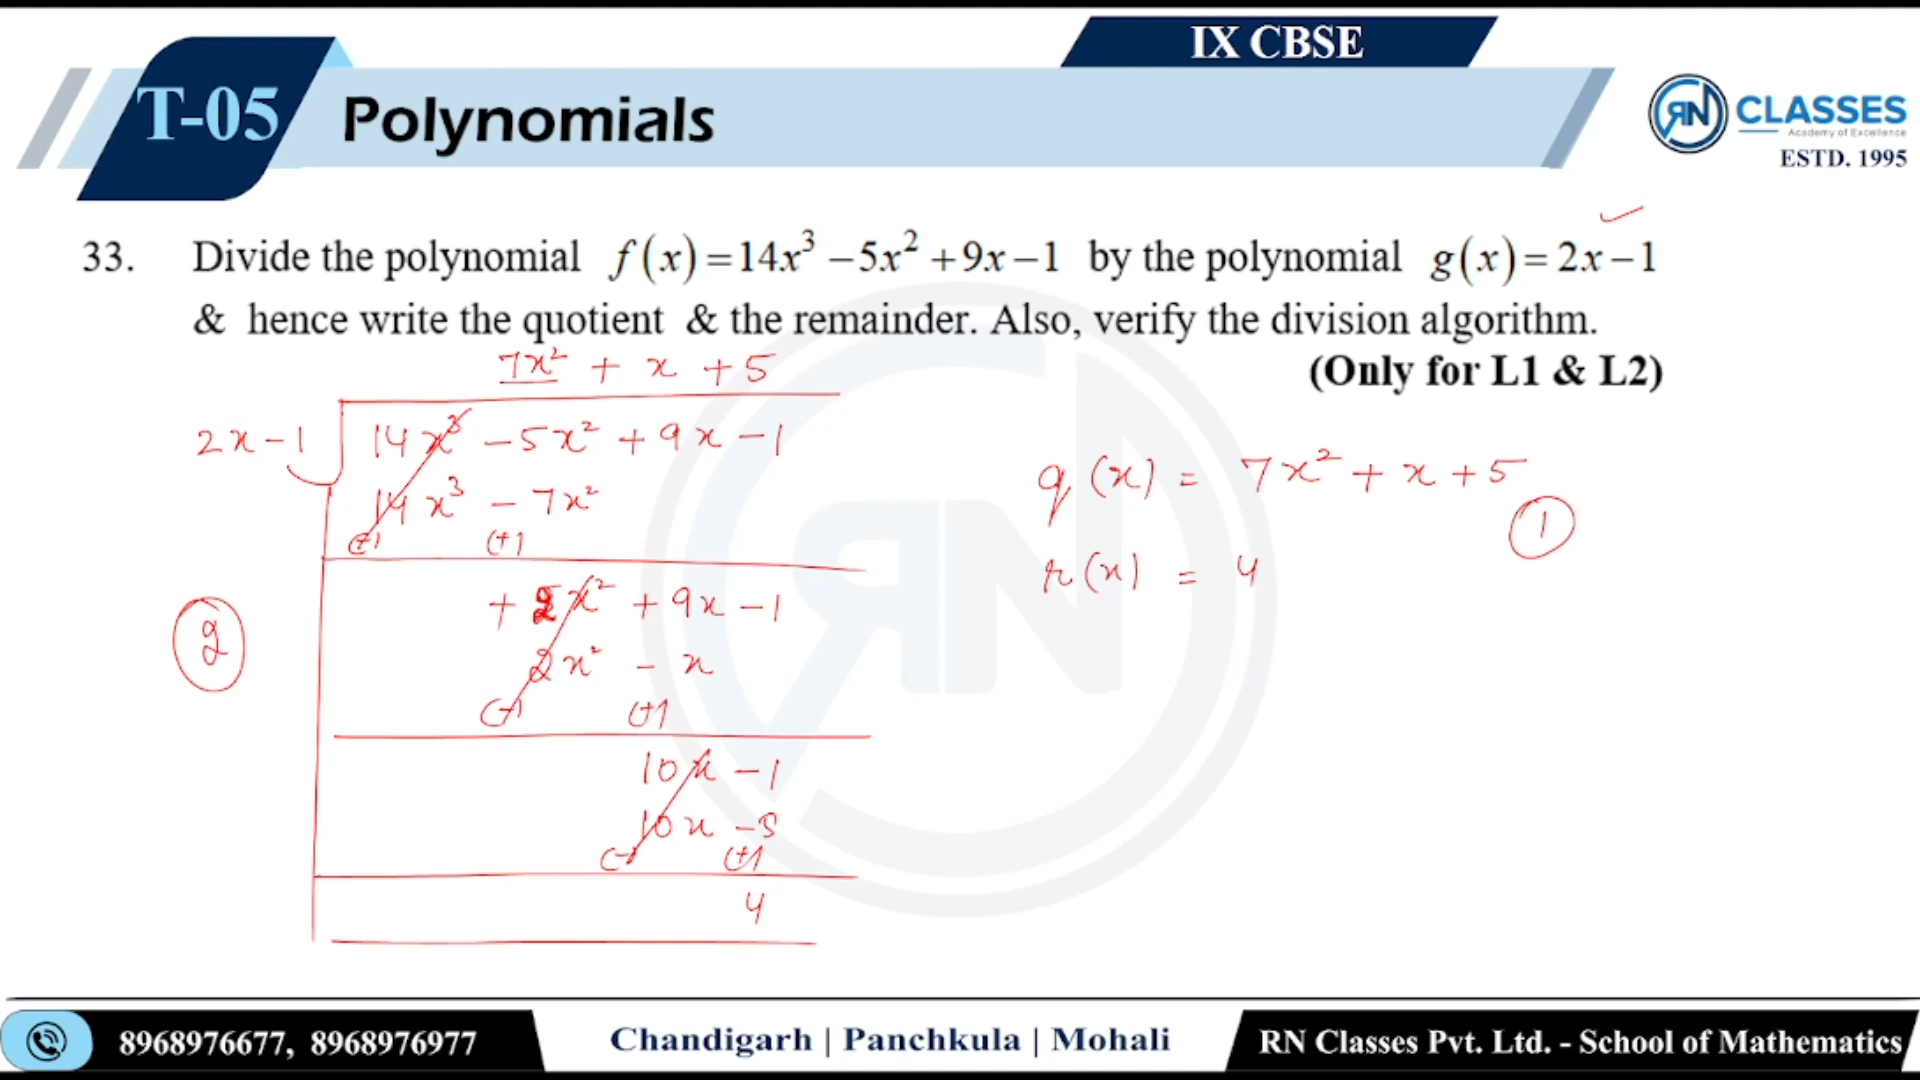 IX CBSE
T-05
Polynomials
RN CLASSES
Academy of Excellence
ESTD. 1995
33. Divide the polynomial f(x)=14x³−5x²+9x−1 by the polynomial g(x)=2x−1
& hence write the quotient & the remainder. Also, verify the division algorithm.
(Only for L1 & L2)
7x² + x + 5
2x-1 14x³ - 5x² + 9x - 1
14x³ - 7x²
(-) (+)
+ 2x² + 9x - 1
2x² - x
(-) (+)
10x - 1
10x - 5
(-) (+)
4
q(x) = 7x² + x + 5
1
r(x) = 4
RN
8968976677, 8968976977
Chandigarh | Panchkula | Mohali
RN Classes Pvt. Ltd. - School of Mathematics